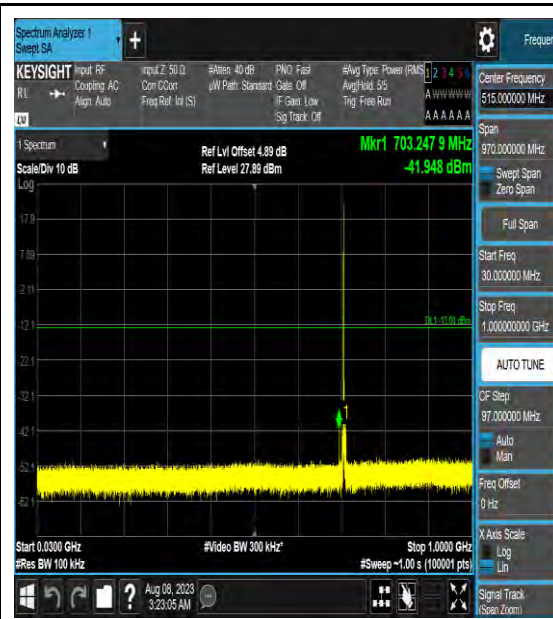 Spectrum Analyzer 1
Swept SA
+
Frequen
KEYSIGHT Input: RF Input Z: 50 Ω #Atten: 40 dB PNO: Fast #Avg Type: Power (RMS 1 2 3 4 5 6
RL Coupling: AC Corr CCorr µW Path: Standard Gate: Off Avg|Hold: 5/5 A W W W W W
Align: Auto Freq Ref: Int (S) IF Gain: Low Trig: Free Run
Sig Track: Off A A A A A A
LW
1 Spectrum
Ref Lvl Offset 4.89 dB Mkr1 703.247 9 MHz
Scale/Div 10 dB Ref Level 27.89 dBm -41.948 dBm
Log
17.9
7.89
-2.11
-12.1
DL1 -13.00 dBm
-22.1
-32.1
1
-42.1
-52.1
-62.1
Start 0.0300 GHz #Video BW 300 kHz* Stop 1.0000 GHz
#Res BW 100 kHz #Sweep ~1.00 s (100001 pts)
Center Frequency
515.000000 MHz
Span
970.000000 MHz
Swept Span
Zero Span
Full Span
Start Freq
30.000000 MHz
Stop Freq
1.000000000 GHz
AUTO TUNE
CF Step
97.000000 MHz
Auto
Man
Freq Offset
0 Hz
X Axis Scale
Log
Lin
Signal Track
(Span Zoom)
?
Aug 08, 2023
3:23:05 AM